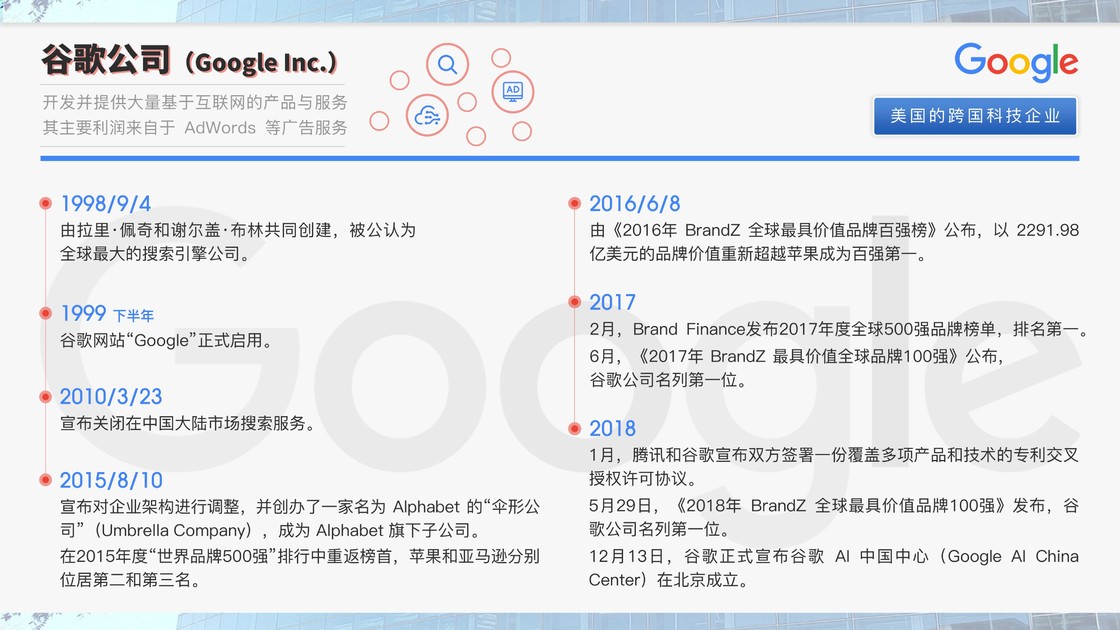 谷歌公司（Google Inc.）
开发并提供大量基于互联网的产品与服务
其主要利润来自于 AdWords 等广告服务
AD
Google
美国的跨国科技企业
1998/9/4
由拉里·佩奇和谢尔盖·布林共同创建，被公认为
全球最大的搜索引擎公司。
1999 下半年
谷歌网站“Google”正式启用。
2010/3/23
宣布关闭在中国大陆市场搜索服务。
2015/8/10
宣布对企业架构进行调整，并创办了一家名为 Alphabet 的“伞形公
司”（Umbrella Company），成为 Alphabet 旗下子公司。
在2015年度“世界品牌500强”排行中重返榜首，苹果和亚马逊分别
位居第二和第三名。
2016/6/8
由《2016年 BrandZ 全球最具价值品牌百强榜》公布，以 2291.98
亿美元的品牌价值重新超越苹果成为百强第一。
2017
2月，Brand Finance发布2017年度全球500强品牌榜单，排名第一。
6月，《2017年 BrandZ 最具价值全球品牌100强》公布，
谷歌公司名列第一位。
2018
1月，腾讯和谷歌宣布双方签署一份覆盖多项产品和技术的专利交叉
授权许可协议。
5月29日，《2018年 BrandZ 全球最具价值品牌100强》发布，谷
歌公司名列第一位。
12月13日，谷歌正式宣布谷歌 AI 中国中心（Google AI China
Center）在北京成立。
Google